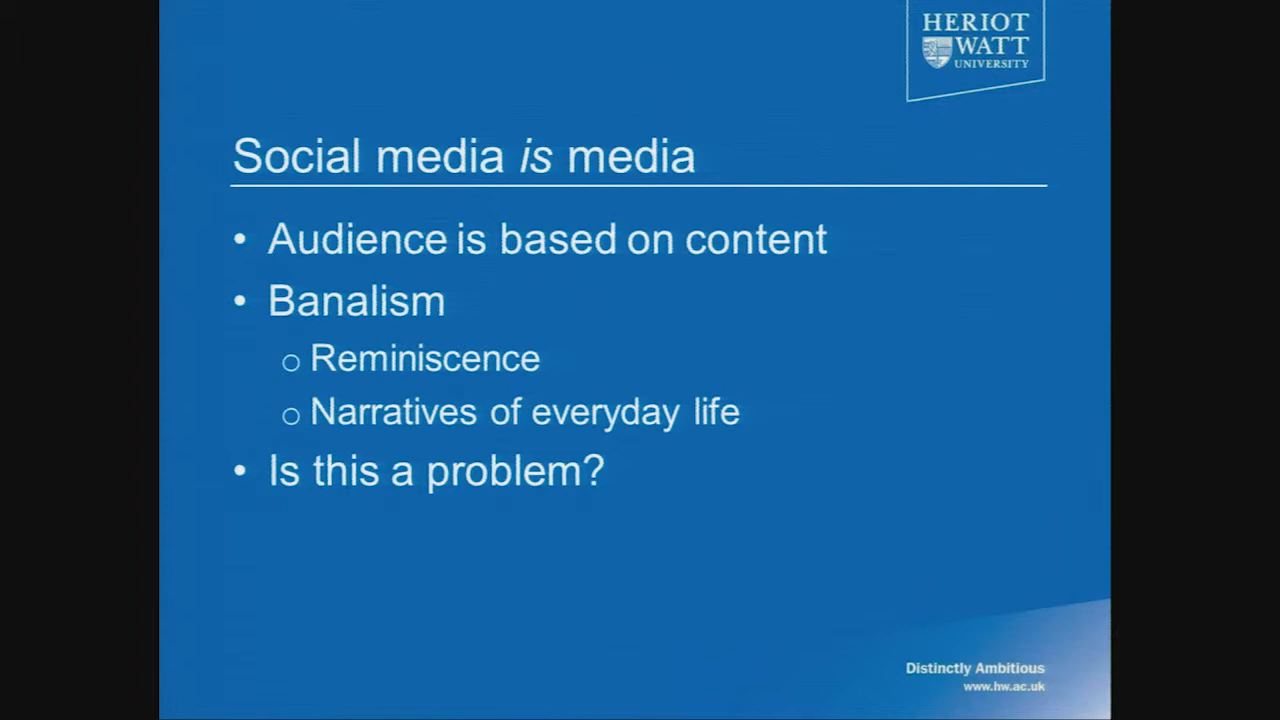 HERIOT
WATT
UNIVERSITY
Social media is media
• Audience is based on content
• Banalism
o Reminiscence
o Narratives of everyday life
• Is this a problem?
Distinctly Ambitious
www.hw.ac.uk